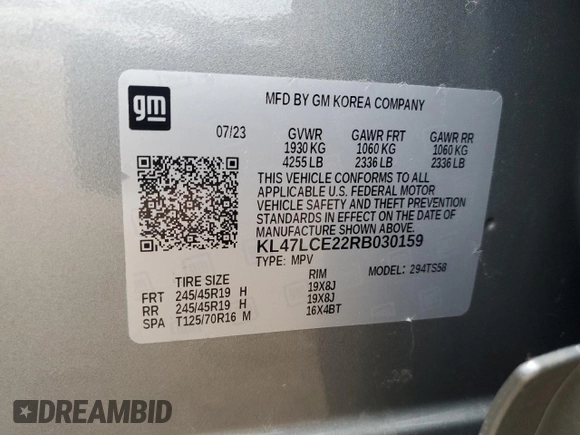 gm
MFD BY GM KOREA COMPANY
07/23 GVWR GAWR FRT GAWR RR
1930 KG 1060 KG 1060 KG
4255 LB 2336 LB 2336 LB
THIS VEHICLE CONFORMS TO ALL
APPLICABLE U.S. FEDERAL MOTOR
VEHICLE SAFETY AND THEFT PREVENTION
STANDARDS IN EFFECT ON THE DATE OF
MANUFACTURE SHOWN ABOVE.
KL47LCE22RB030159
TYPE: MPV MODEL: 294TS58
TIRE SIZE RIM
FRT 245/45R19 H 19X8J
RR 245/45R19 H 19X8J
SPA T125/70R16 M 16X4BT
DREAMBID